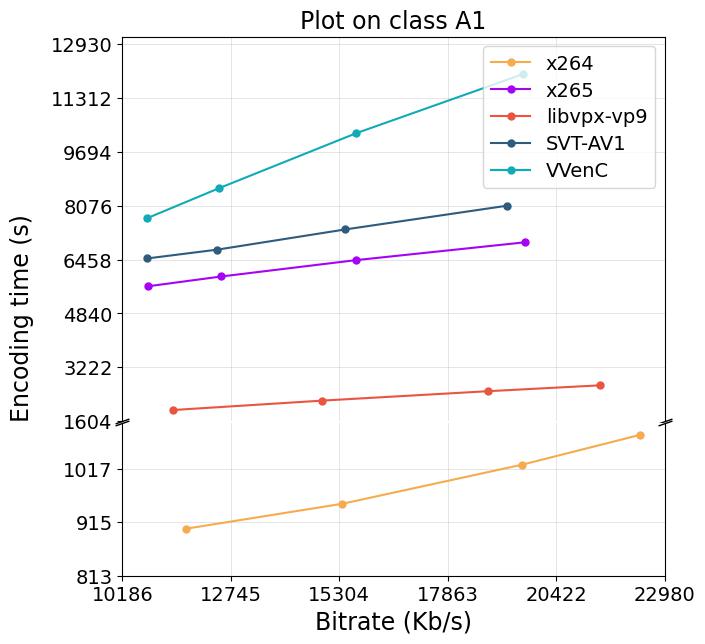 Plot on class A1
12930
11312
9694
8076
6458
4840
3222
1604
1017
915
813
Encoding time (s)
x264
x265
libvpx-vp9
SVT-AV1
VVenC
10186 12745 15304 17863 20422 22980
Bitrate (Kb/s)